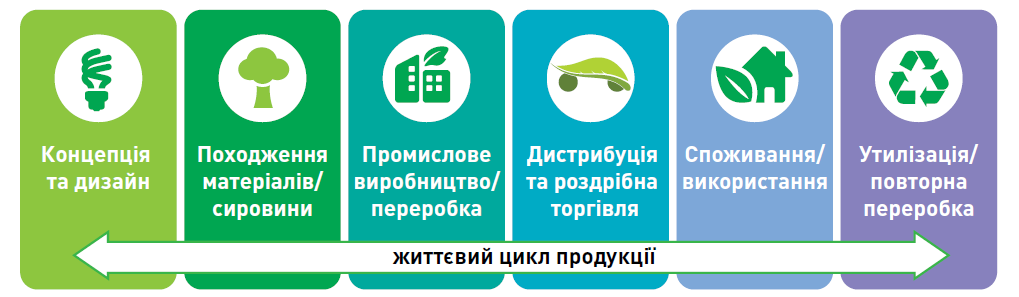 Концепція
та дизайн
Походження
матеріалів/
сировини
Промислове
виробництво/
переробка
Дистрибуція
та роздрібна
торгівля
Споживання/
використання
Утилізація/
повторна
переробка
життєвий цикл продукції